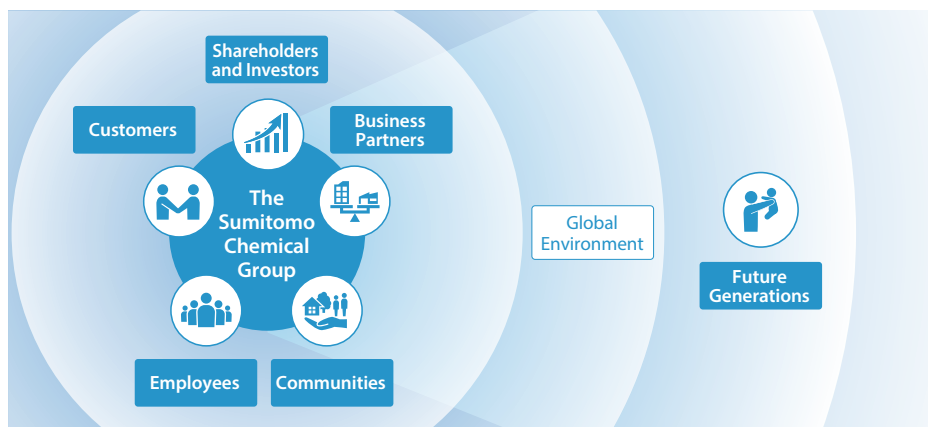 Shareholders
and Investors
Customers
Business
Partners
The
Sumitomo
Chemical
Group
Global
Environment
Future
Generations
Employees
Communities